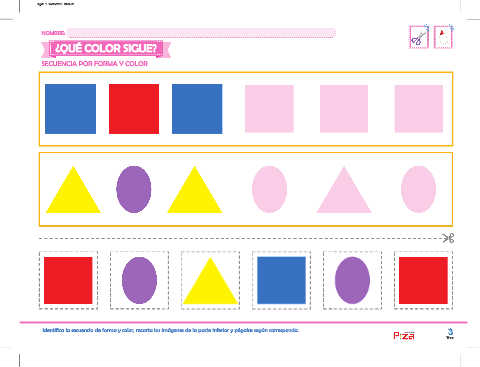 NOMBRE:
¿QUÉ COLOR SIGUE?
SECUENCIA POR FORMA Y COLOR
Identifica la secuencia de forma y color, recorta las imágenes de la parte inferior y pégalas según corresponda.
3